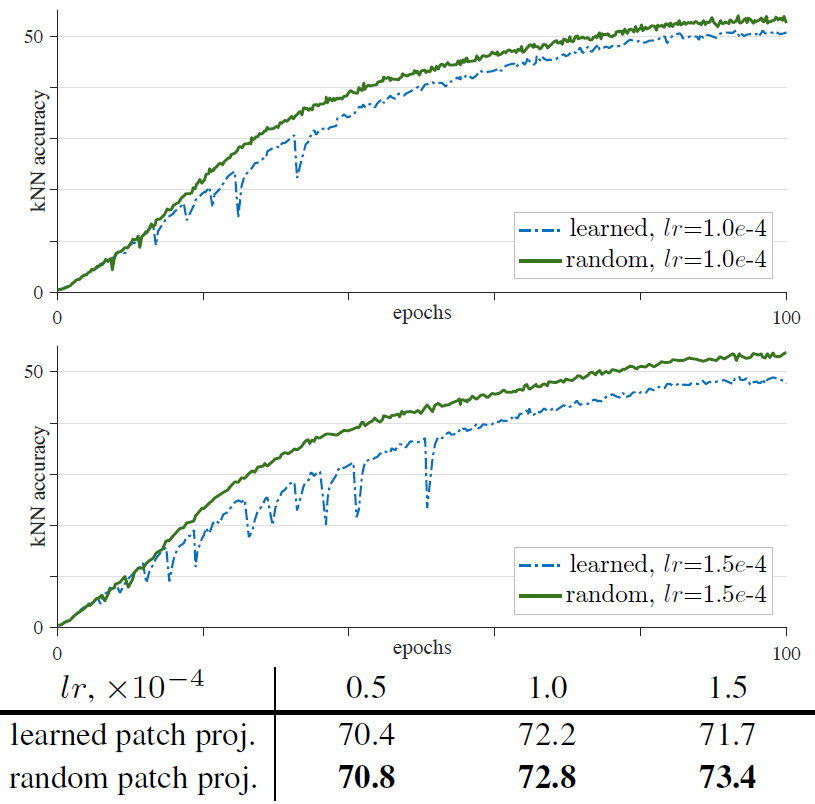 50
kNN accuracy
learned, lr=1.0e-4
random, lr=1.0e-4
0
0
epochs
100
50
kNN accuracy
learned, lr=1.5e-4
random, lr=1.5e-4
0
0
epochs
100
lr, ×10⁻⁴ 0.5 1.0 1.5
learned patch proj. 70.4 72.2 71.7
random patch proj. 70.8 72.8 73.4